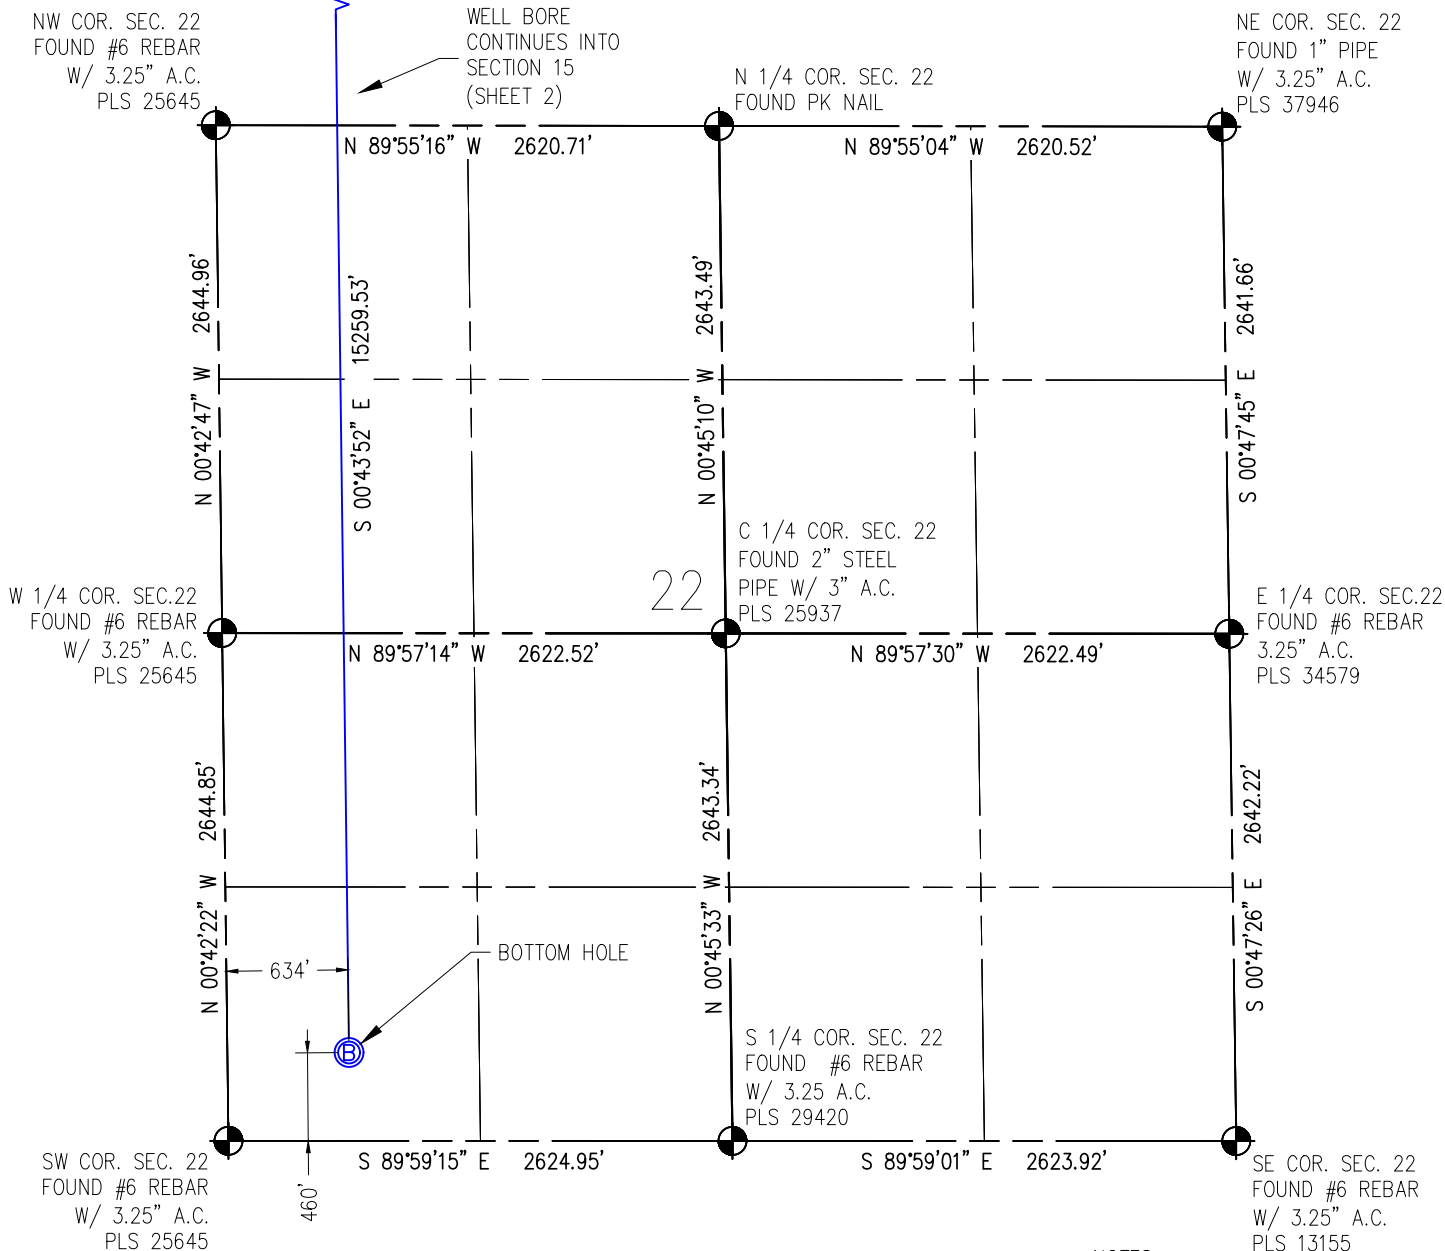 NW COR. SEC. 22
FOUND #6 REBAR
W/ 3.25" A.C.
PLS 25645
WELL BORE
CONTINUES INTO
SECTION 15
(SHEET 2)
N 1/4 COR. SEC. 22
FOUND PK NAIL
NE COR. SEC. 22
FOUND 1" PIPE
W/ 3.25" A.C.
PLS 37946
N 89°55'16" W 2620.71'
N 89°55'04" W 2620.52'
N 00°42'47" W 2644.96'
S 00°43'52" E 15259.53'
N 00°45'10" W 2643.49'
S 00°47'45" E 2641.66'
22
C 1/4 COR. SEC. 22
FOUND 2" STEEL
PIPE W/ 3" A.C.
PLS 25937
W 1/4 COR. SEC.22
FOUND #6 REBAR
W/ 3.25" A.C.
PLS 25645
E 1/4 COR. SEC.22
FOUND #6 REBAR
3.25" A.C.
PLS 34579
N 89°57'14" W 2622.52'
N 89°57'30" W 2622.49'
N 00°42'22" W 2644.85'
N 00°45'33" W 2643.34'
S 00°47'26" E 2642.22'
634'
BOTTOM HOLE
B
460'
S 1/4 COR. SEC. 22
FOUND #6 REBAR
W/ 3.25 A.C.
PLS 29420
S 89°59'15" E 2624.95'
S 89°59'01" E 2623.92'
SW COR. SEC. 22
FOUND #6 REBAR
W/ 3.25" A.C.
PLS 25645
SE COR. SEC. 22
FOUND #6 REBAR
W/ 3.25" A.C.
PLS 13155